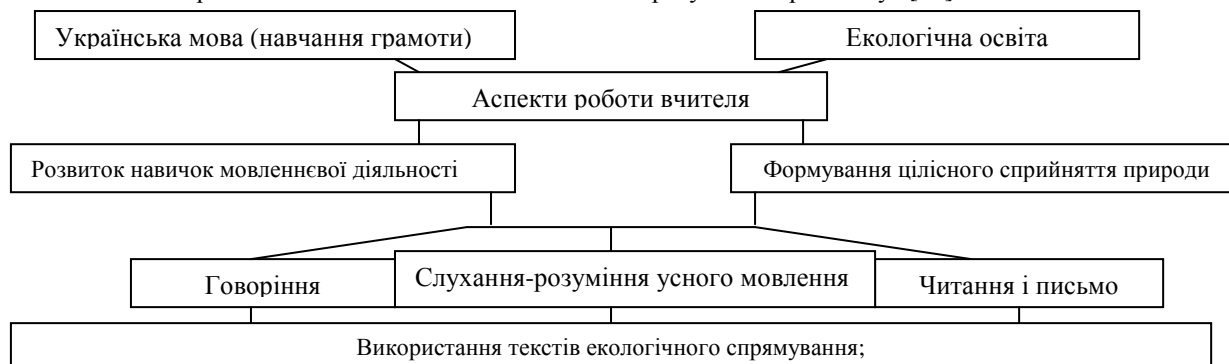 Українська мова (навчання грамоти)
Екологічна освіта
Аспекти роботи вчителя
Розвиток навичок мовленнєвої діяльності
Формування цілісного сприйняття природи
Говоріння
Слухання-розуміння усного мовлення
Читання і письмо
Використання текстів екологічного спрямування;